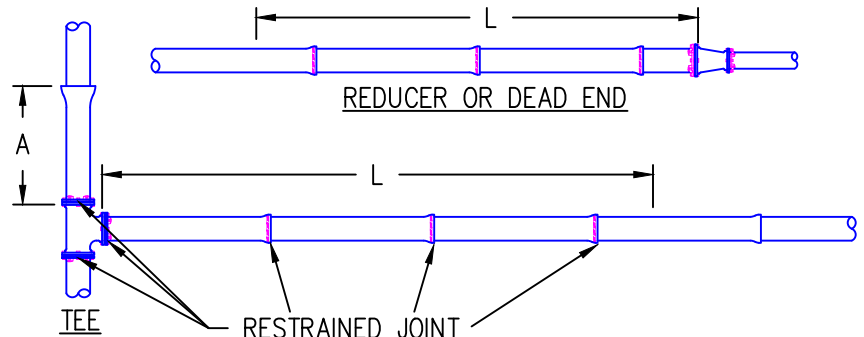 L
REDUCER OR DEAD END
A
L
TEE
RESTRAINED JOINT